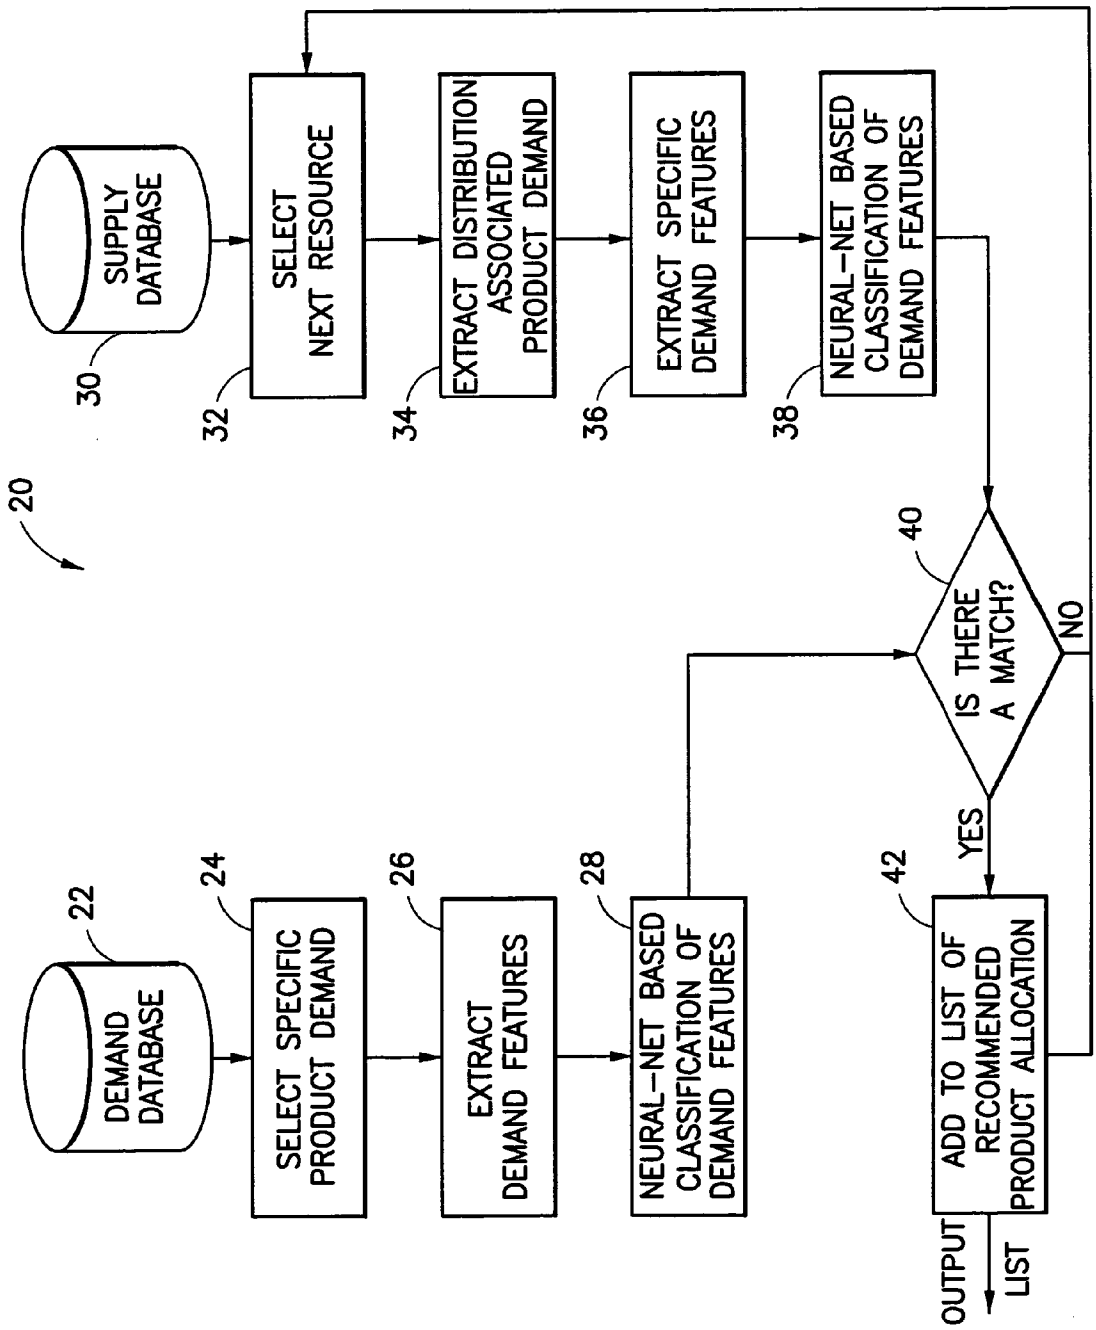 20
DEMAND
DATABASE
22
SELECT SPECIFIC
PRODUCT DEMAND
24
EXTRACT
DEMAND FEATURES
26
NEURAL-NET BASED
CLASSIFICATION OF
DEMAND FEATURES
28
SUPPLY
DATABASE
30
SELECT
NEXT RESOURCE
32
EXTRACT DISTRIBUTION
ASSOCIATED
PRODUCT DEMAND
34
EXTRACT SPECIFIC
DEMAND FEATURES
36
NEURAL-NET BASED
CLASSIFICATION OF
DEMAND FEATURES
38
IS THERE
A MATCH?
40
YES
NO
ADD TO LIST OF
RECOMMENDED
PRODUCT ALLOCATION
42
OUTPUT
LIST